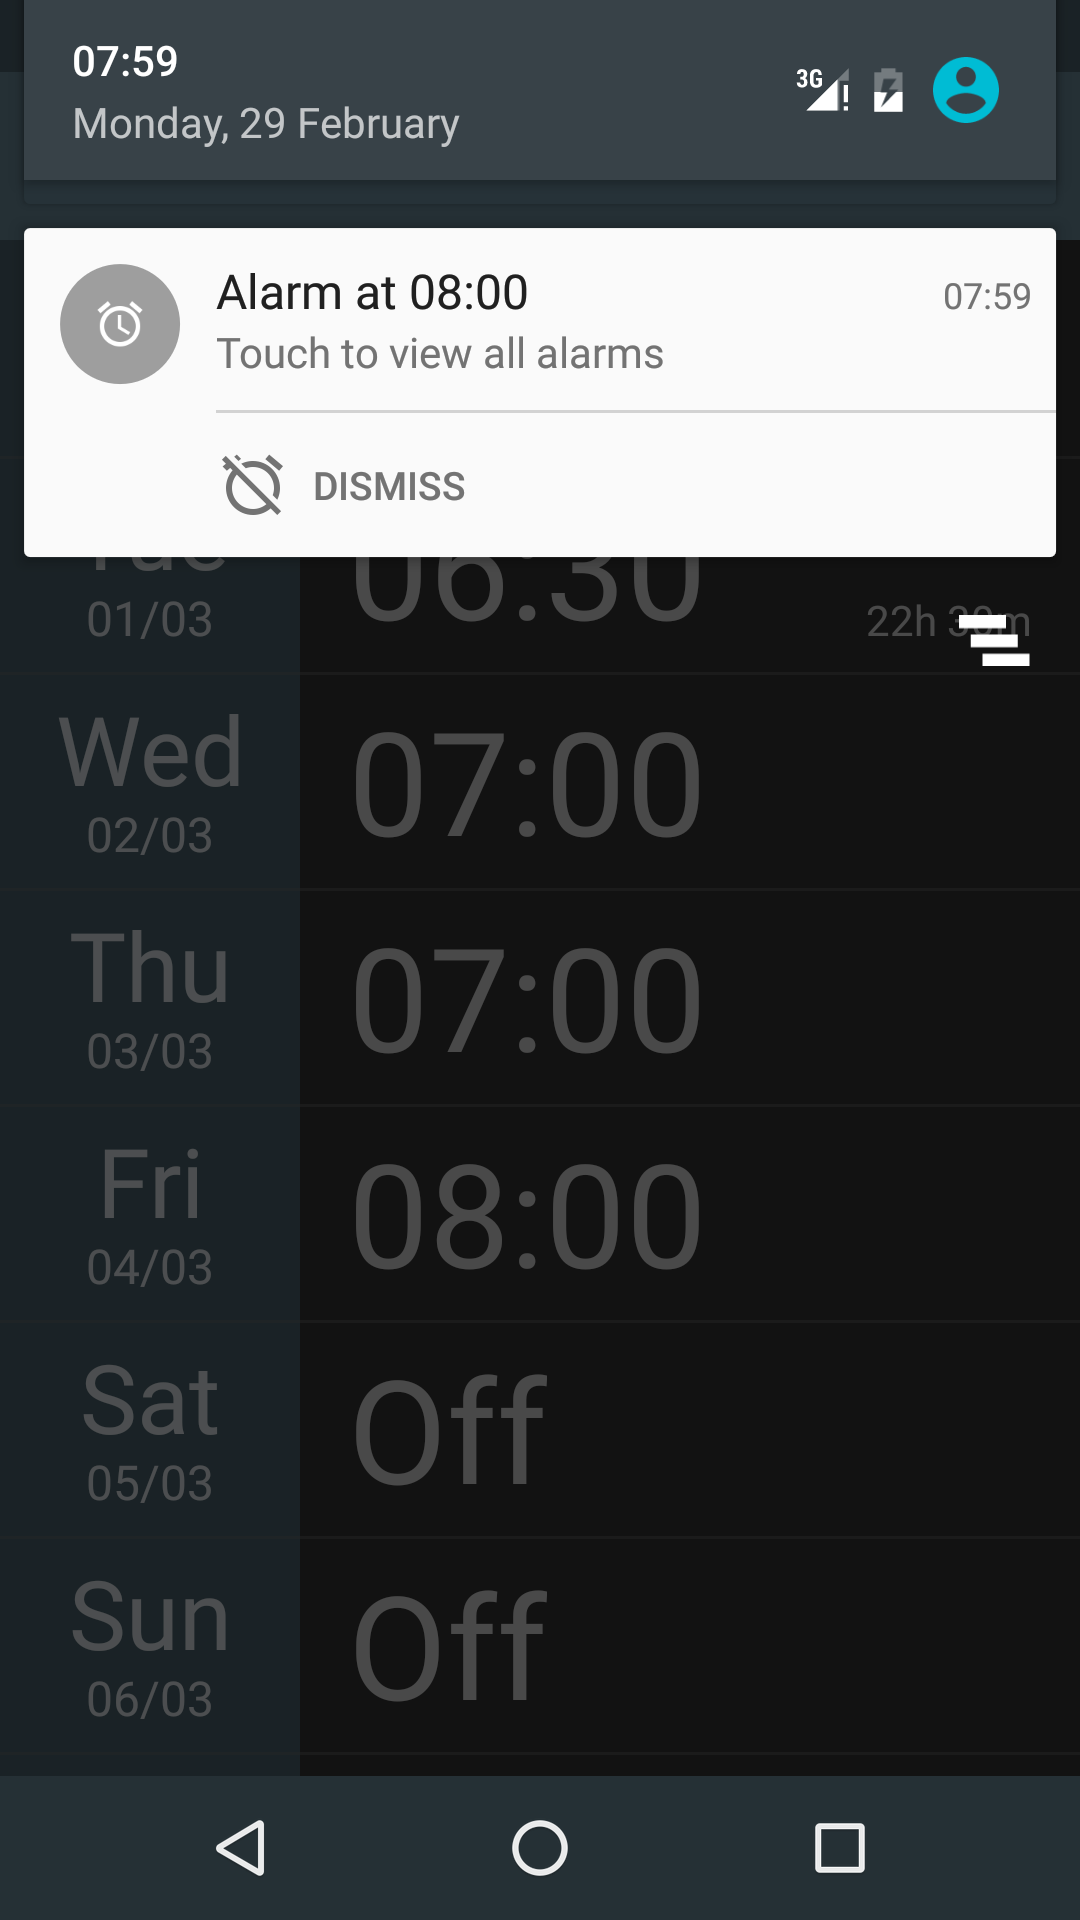 07:59
3G
Monday, 29 February
Alarm at 08:00
07:59
Touch to view all alarms
DISMISS
Tue
06:30
01/03
22h 30m
Wed
07:00
02/03
Thu
07:00
03/03
Fri
08:00
04/03
Sat
Off
05/03
Sun
Off
06/03